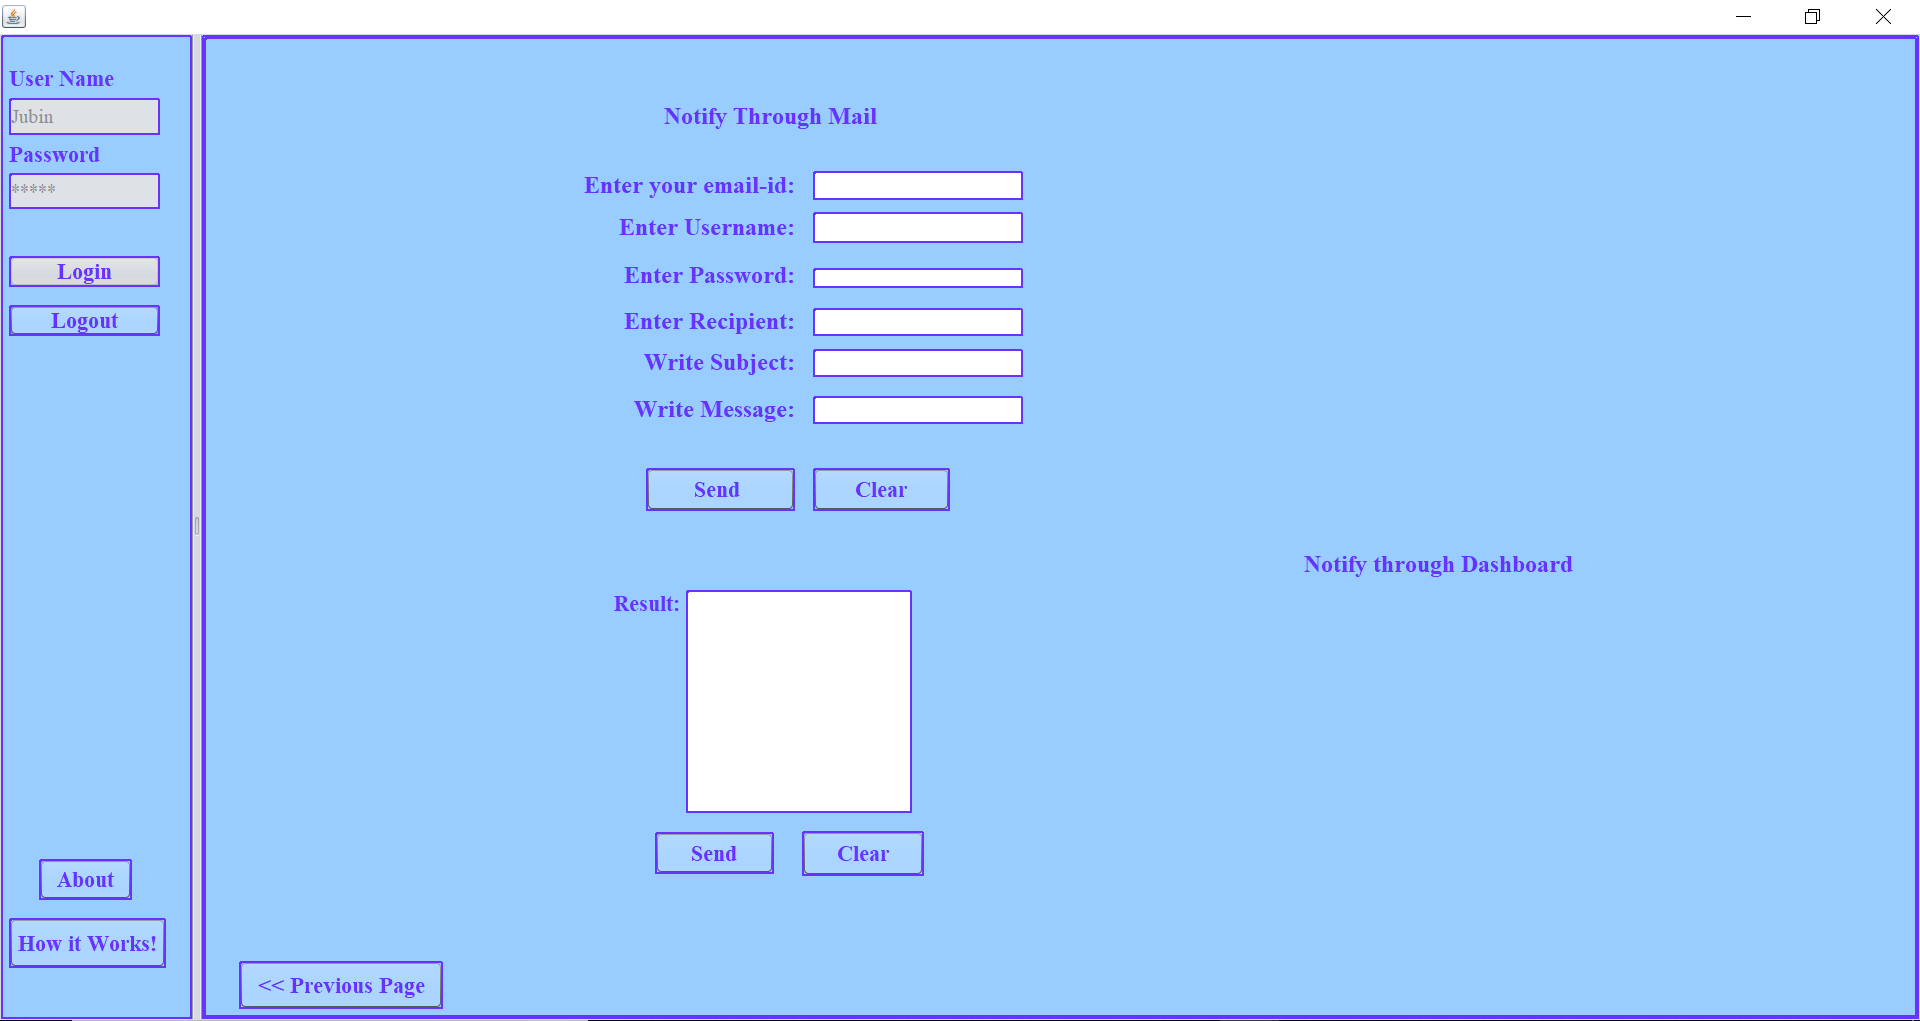 User Name
Jubin
Password
*****
Login
Logout
About
How it Works!
Notify Through Mail
Enter your email-id:
Enter Username:
Enter Password:
Enter Recipient:
Write Subject:
Write Message:
Send Clear
Notify through Dashboard
Result:
Send Clear
<< Previous Page